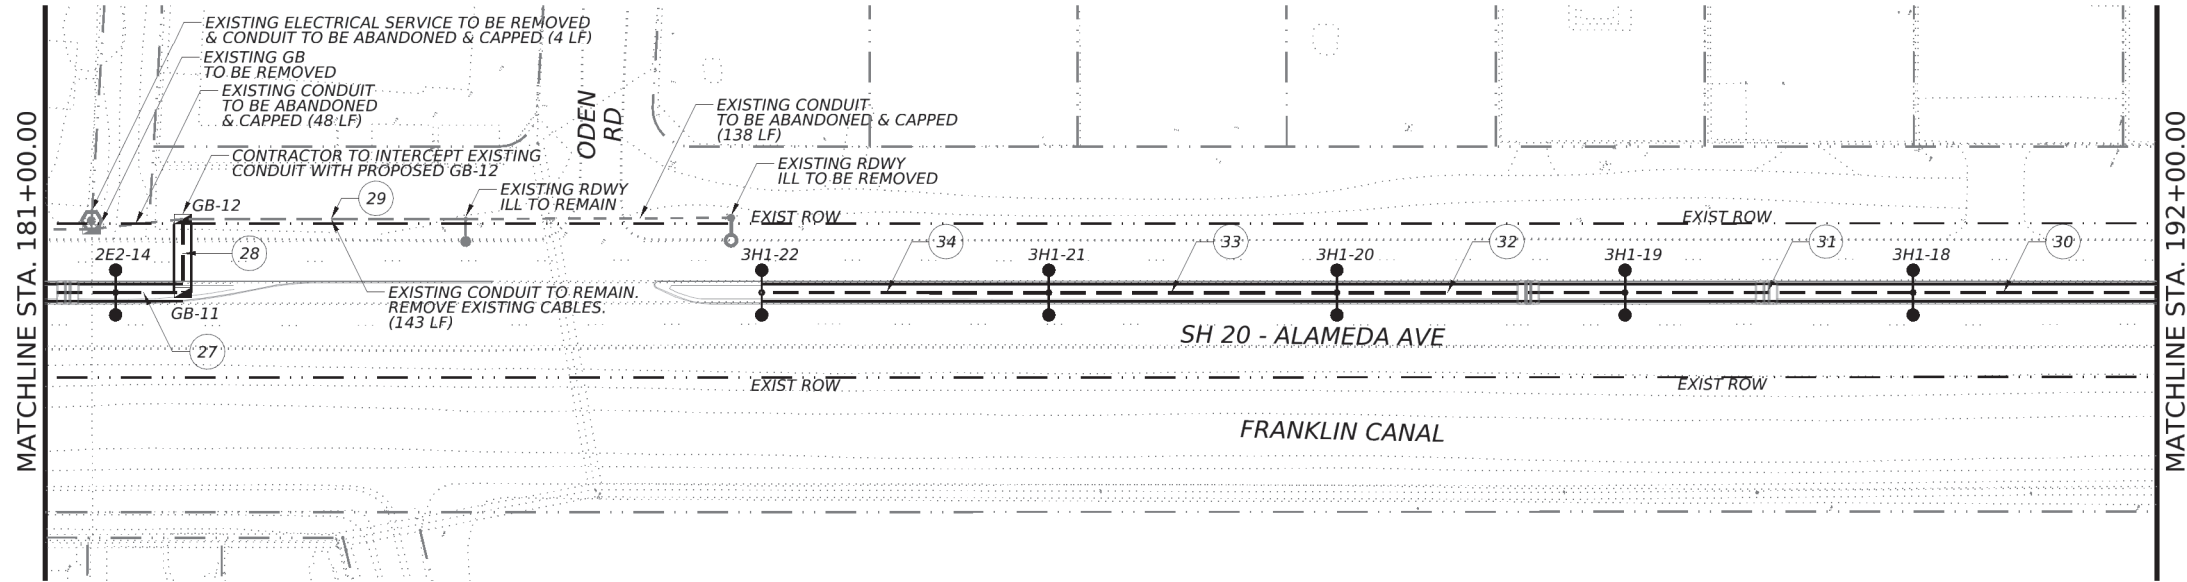 EXISTING ELECTRICAL SERVICE TO BE REMOVED
& CONDUIT TO BE ABANDONED & CAPPED (4 LF)
EXISTING GB
TO BE REMOVED
EXISTING CONDUIT
TO BE ABANDONED
& CAPPED (48 LF)
CONTRACTOR TO INTERCEPT EXISTING
CONDUIT WITH PROPOSED GB-12
ODEN
RD
EXISTING CONDUIT
TO BE ABANDONED & CAPPED
(138 LF)
EXISTING RDWY
ILL TO BE REMOVED
EXISTING RDWY
ILL TO REMAIN
29
GB-12
EXIST ROW
EXIST ROW
MATCHLINE STA. 181+00.00
MATCHLINE STA. 192+00.00
2E2-14
28
3H1-22
34
3H1-21
33
3H1-20
32
3H1-19
31
3H1-18
30
GB-11
EXISTING CONDUIT TO REMAIN.
REMOVE EXISTING CABLES.
(143 LF)
27
SH 20 - ALAMEDA AVE
EXIST ROW
EXIST ROW
FRANKLIN CANAL